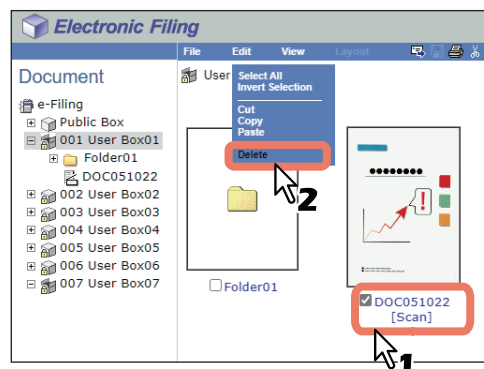 Electronic Filing
File Edit View Layout
Document
User
Select All
Invert Selection
Cut
Copy
Paste
Delete
e-Filing
Public Box
001 User Box01
Folder01
DOC051022
002 User Box02
003 User Box03
004 User Box04
005 User Box05
006 User Box06
007 User Box07
2
!
Folder01
DOC051022
[Scan]
1